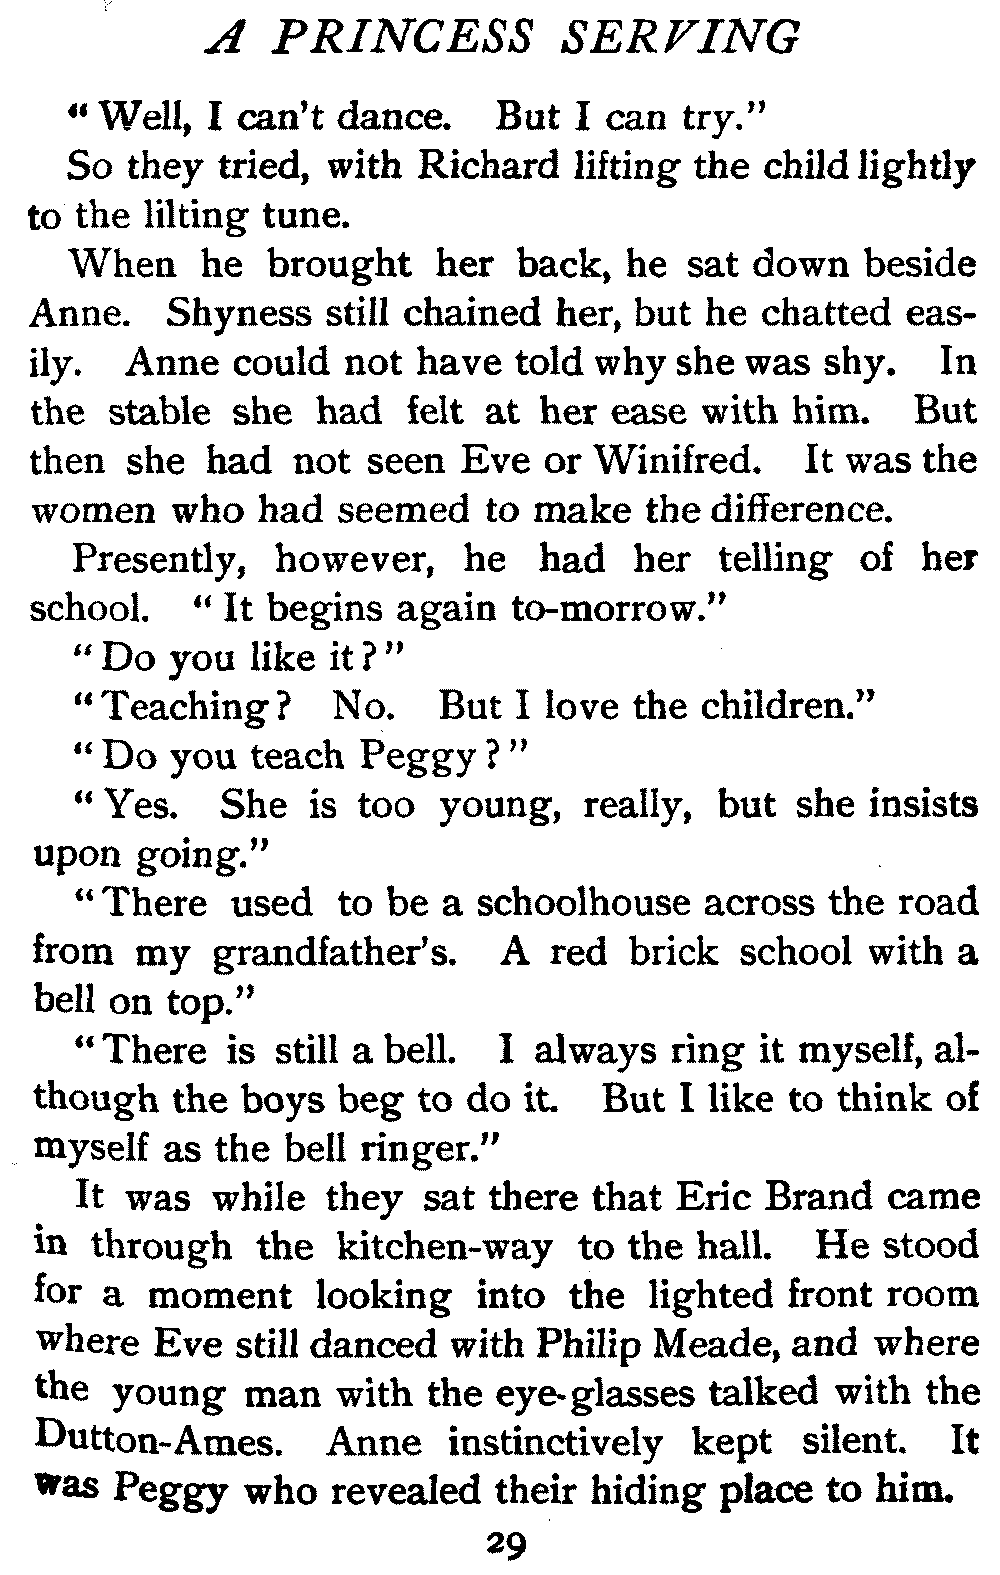 A PRINCESS SERVING
"Well, I can't dance. But I can try."
So they tried, with Richard lifting the child lightly
to the lilting tune.
When he brought her back, he sat down beside
Anne. Shyness still chained her, but he chatted eas-
ily. Anne could not have told why she was shy. In
the stable she had felt at her ease with him. But
then she had not seen Eve or Winifred. It was the
women who had seemed to make the difference.
Presently, however, he had her telling of her
school. "It begins again to-morrow."
"Do you like it?"
"Teaching? No. But I love the children."
"Do you teach Peggy?"
"Yes. She is too young, really, but she insists
upon going."
"There used to be a schoolhouse across the road
from my grandfather's. A red brick school with a
bell on top."
"There is still a bell. I always ring it myself, al-
though the boys beg to do it. But I like to think of
myself as the bell ringer."
It was while they sat there that Eric Brand came
in through the kitchen-way to the hall. He stood
for a moment looking into the lighted front room
where Eve still danced with Philip Meade, and where
the young man with the eye-glasses talked with the
Dutton-Ames. Anne instinctively kept silent. It
was Peggy who revealed their hiding place to him.
29